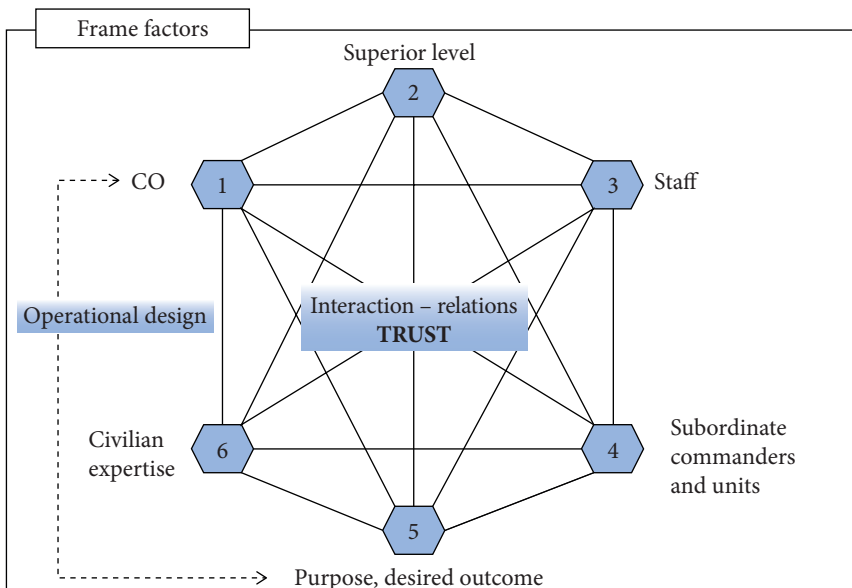 Frame factors
Superior level
2
CO
1
3
Staff
Interaction – relations
TRUST
Operational design
Civilian
expertise
6
4
Subordinate
commanders
and units
5
Purpose, desired outcome